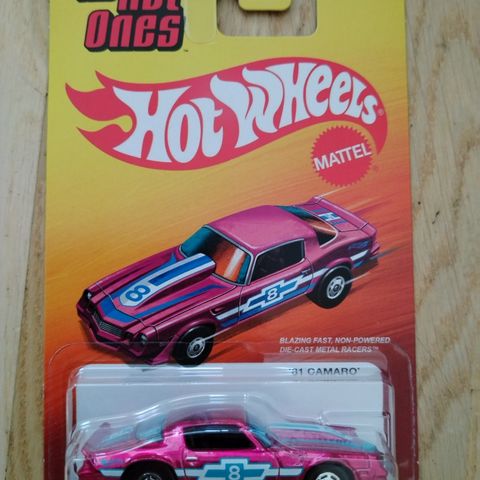 Hot
Ones
Hot Wheels®
MATTEL
8
8
BLAZING FAST, NON-POWERED
DIE-CAST METAL RACERS™
'81 CAMARO
8